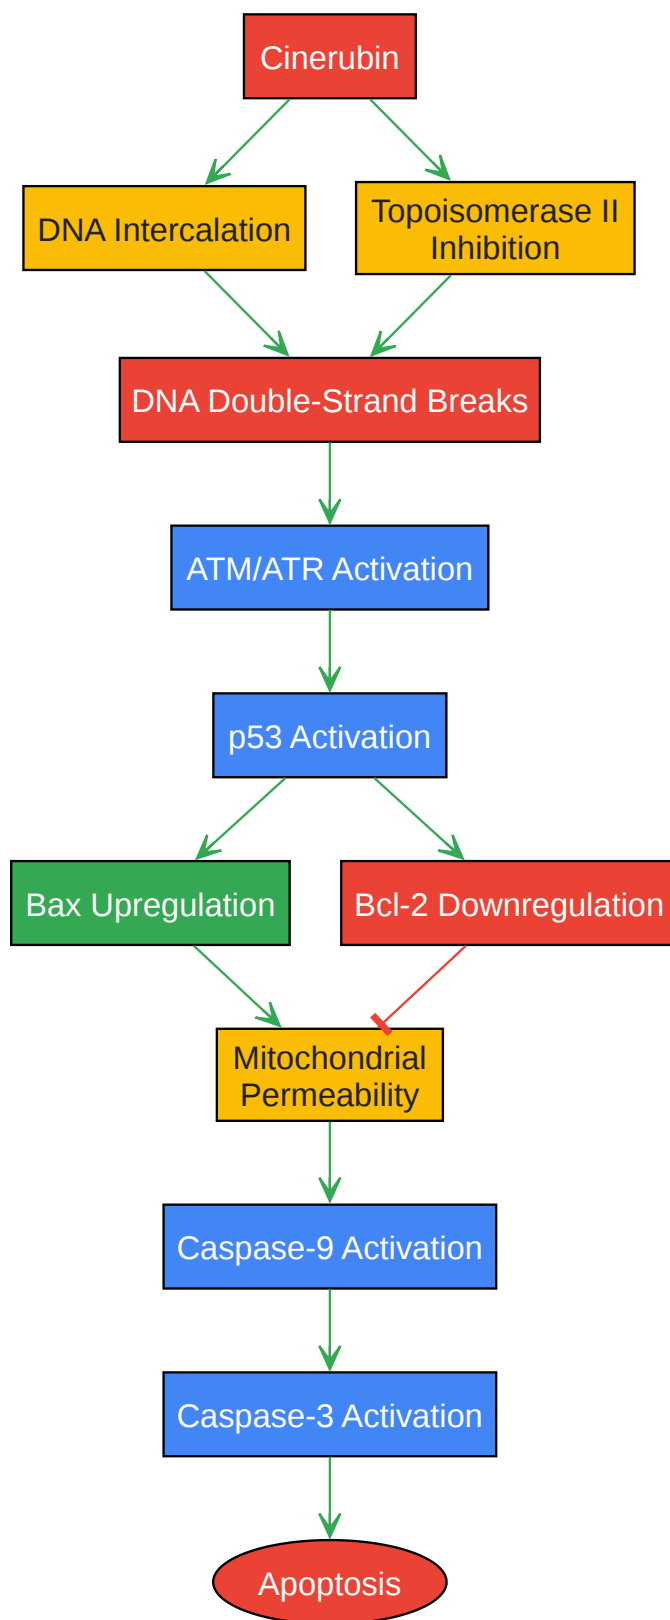 Cinerubin
DNA Intercalation
Topoisomerase II
Inhibition
DNA Double-Strand Breaks
ATM/ATR Activation
p53 Activation
Bax Upregulation
Bcl-2 Downregulation
Mitochondrial
Permeability
Caspase-9 Activation
Caspase-3 Activation
Apoptosis